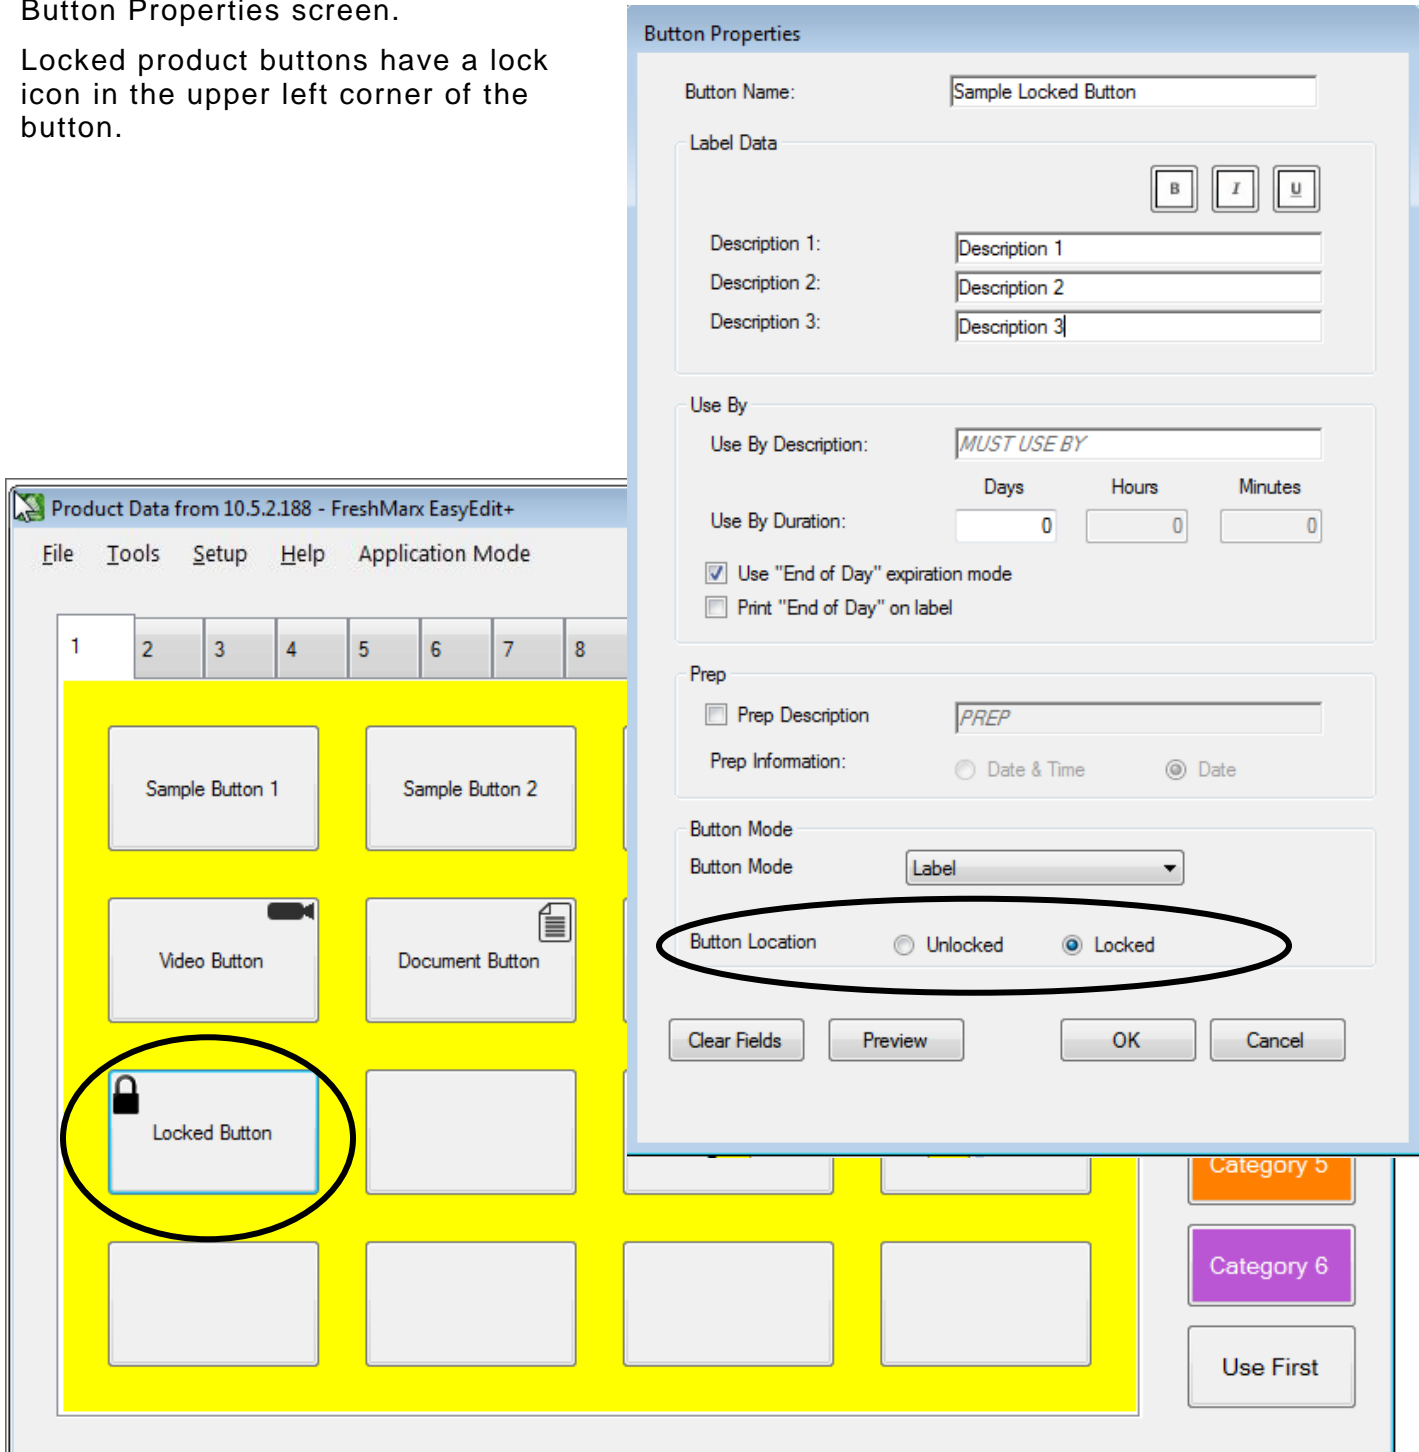 Button Properties screen.
Locked product buttons have a lock
icon in the upper left corner of the
button.
Button Properties
Button Name: Sample Locked Button
Label Data
B I U
Description 1: Description 1
Description 2: Description 2
Description 3: Description 3
Use By
Use By Description: MUST USE BY
Days Hours Minutes
Use By Duration: 0 0 0
Use "End of Day" expiration mode
Print "End of Day" on label
Prep
Prep Description PREP
Prep Information: Date & Time Date
Button Mode
Button Mode Label
Button Location Unlocked Locked
Clear Fields Preview OK Cancel
Product Data from 10.5.2.188 - FreshMarx EasyEdit+
File Tools Setup Help Application Mode
1 2 3 4 5 6 7 8
Sample Button 1 Sample Button 2
Video Button Document Button
Locked Button
Category 5
Category 6
Use First